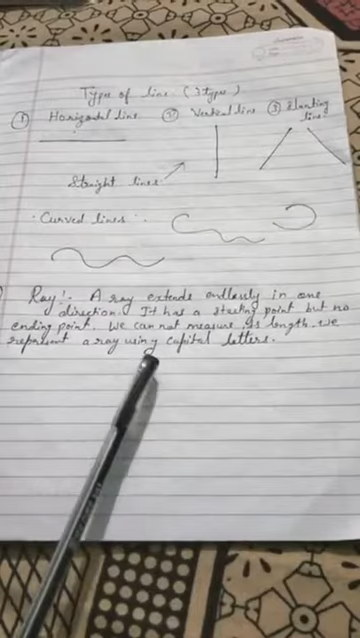 Types of line (3 types)
① Horizontal line ② Vertical line ③ Slanting line
Straight lines
Curved lines
Ray:- A ray extends endlessly in one
direction. It has a starting point but no
ending point. We can not measure its length. We
represent a ray using capital letters.